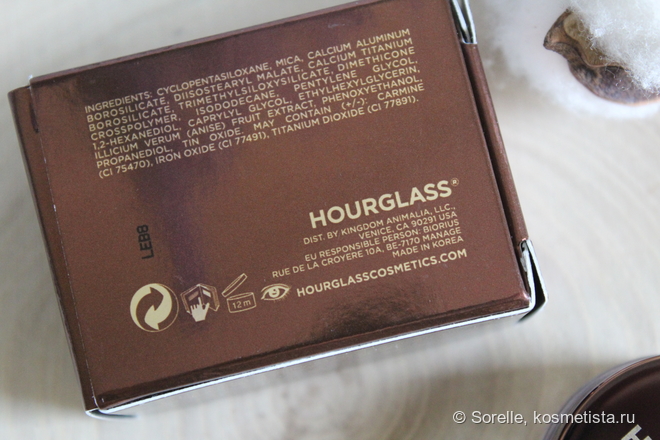 INGREDIENTS: CYCLOPENTASILOXANE, MICA, CALCIUM ALUMINUM
BOROSILICATE, DIISOSTEARYL MALATE, CALCIUM TITANIUM
BOROSILICATE, TRIMETHYLSILOXYSILICATE, DIMETHICONE
CROSSPOLYMER, ISODODECANE, PENTYLENE GLYCOL,
1,2-HEXANEDIOL, CAPRYLYL GLYCOL, ETHYLHEXYLGLYCERIN,
ILLICIUM VERUM (ANISE) FRUIT EXTRACT, PHENOXYETHANOL,
PROPANEDIOL, TIN OXIDE. MAY CONTAIN (+/-): CARMINE
(CI 75470), IRON OXIDE (CI 77491), TITANIUM DIOXIDE (CI 77891).
LEB8
HOURGLASS®
DIST. BY KINGDOM ANIMALIA, LLC.,
VENICE, CA 90291 USA
EU RESPONSIBLE PERSON: BIORIUS
RUE DE LA CROYERE 10A, BE-7170 MANAGE
MADE IN KOREA
12 m
HOURGLASSCOSMETICS.COM
© Sorelle, kosmetista.ru